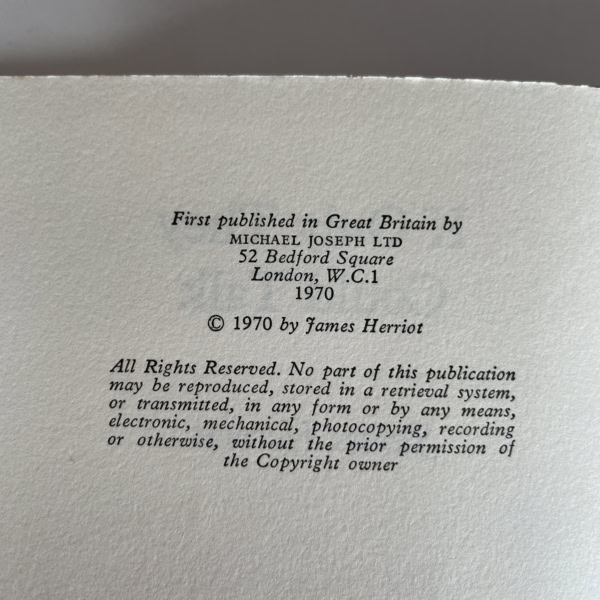 First published in Great Britain by
MICHAEL JOSEPH LTD
52 Bedford Square
London, W.C.1
1970
© 1970 by James Herriot
All Rights Reserved. No part of this publication
may be reproduced, stored in a retrieval system,
or transmitted, in any form or by any means,
electronic, mechanical, photocopying, recording
or otherwise, without the prior permission of
the Copyright owner